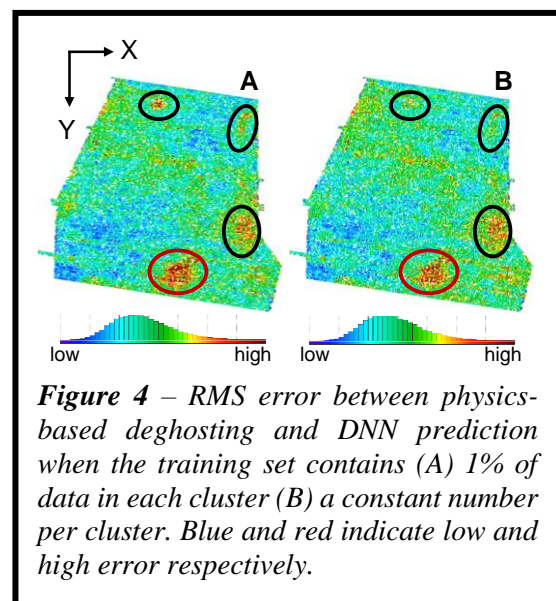 X
A
B
Y
low high low high
Figure 4 – RMS error between physics-
based deghosting and DNN prediction
when the training set contains (A) 1% of
data in each cluster (B) a constant number
per cluster. Blue and red indicate low and
high error respectively.